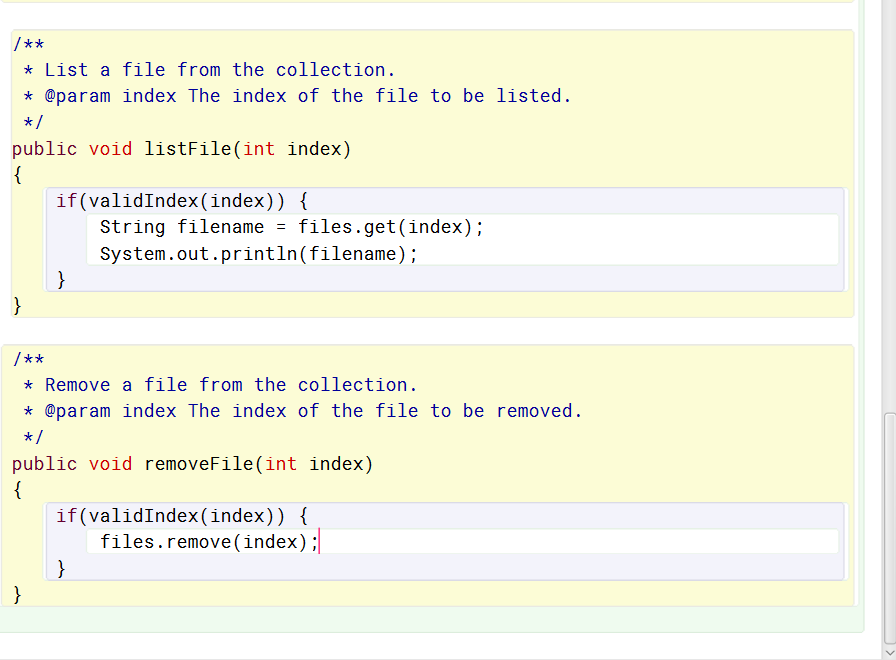 /**
 * List a file from the collection.
 * @param index The index of the file to be listed.
 */
public void listFile(int index)
{
    if(validIndex(index)) {
        String filename = files.get(index);
        System.out.println(filename);
    }
}
/**
 * Remove a file from the collection.
 * @param index The index of the file to be removed.
 */
public void removeFile(int index)
{
    if(validIndex(index)) {
        files.remove(index);
    }
}